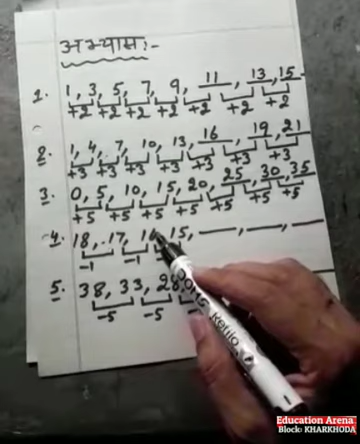 अभ्यास:-
1. 1, 3, 5, 7, 9, 11, 13, 15
+2 +2 +2 +2 +2 +2 +2
2. 1, 4, 7, 10, 13, 16, 19, 21
+3 +3 +3 +3 +3 +3 +3
3. 0, 5, 10, 15, 20, 25, 30, 35
+5 +5 +5 +5 +5 +5 +5
4. 18, 17, 16, 15, __, __, __
-1 -1
5. 38, 33, 28
-5 -5
Education Arena
Block: KHARKHODA